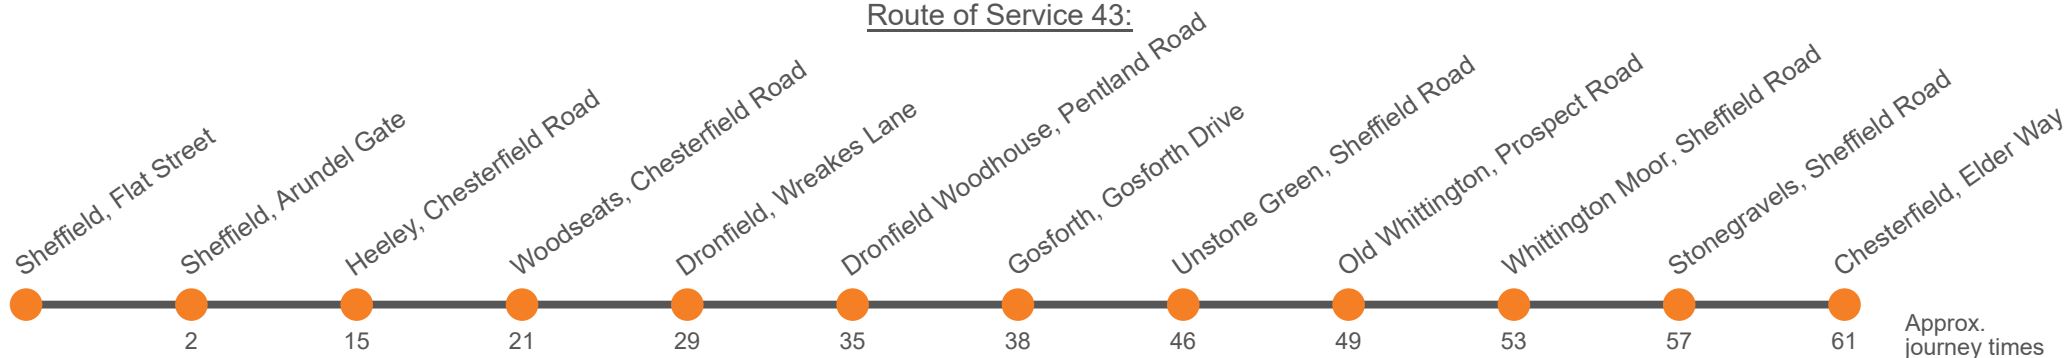 Route of Service 43:
Sheffield, Flat Street
Sheffield, Arundel Gate
Heeley, Chesterfield Road
Woodseats, Chesterfield Road
Dronfield, Wreakes Lane
Dronfield Woodhouse, Pentland Road
Gosforth, Gosforth Drive
Unstone Green, Sheffield Road
Old Whittington, Prospect Road
Whittington Moor, Sheffield Road
Stonegravels, Sheffield Road
Chesterfield, Elder Way
2 15 21 29 35 38 46 49 53 57 61
Approx.
journey times